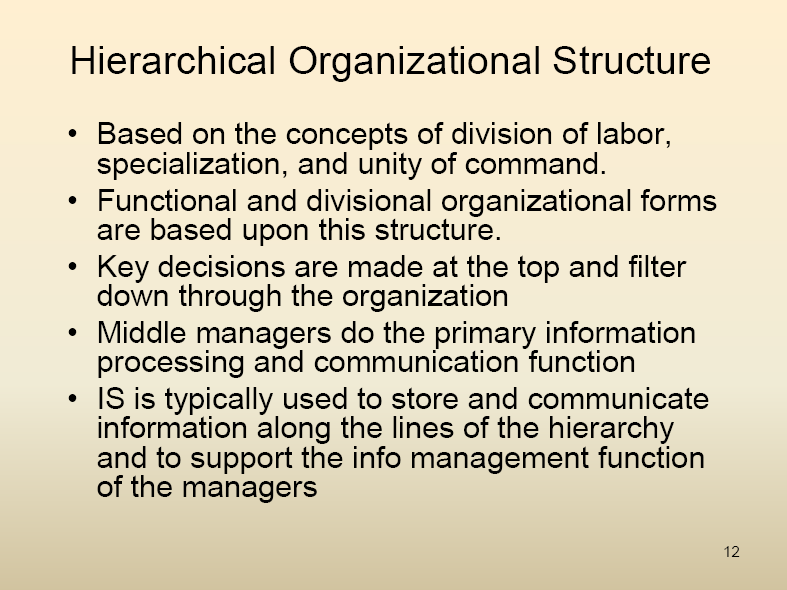 Hierarchical Organizational Structure
• Based on the concepts of division of labor,
specialization, and unity of command.
• Functional and divisional organizational forms
are based upon this structure.
• Key decisions are made at the top and filter
down through the organization
• Middle managers do the primary information
processing and communication function
• IS is typically used to store and communicate
information along the lines of the hierarchy
and to support the info management function
of the managers
12